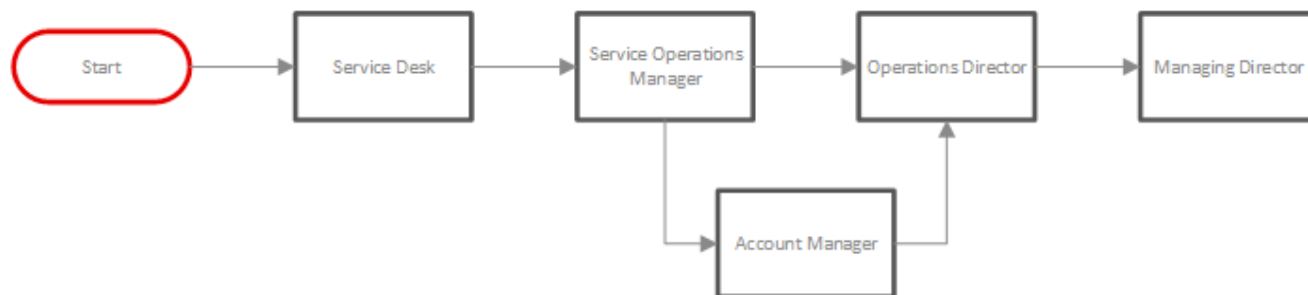 Start
Service Desk
Service Operations
Manager
Operations Director
Managing Director
Account Manager